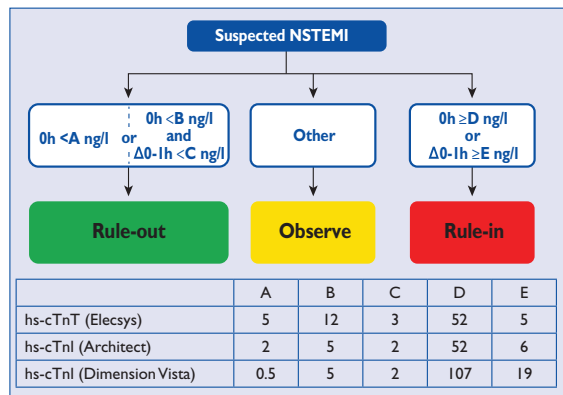 Suspected NSTEMI
0h <A ng/l or
0h <B ng/l
and
Δ0-1h <C ng/l
Other
0h ≥D ng/l
or
Δ0-1h ≥E ng/l
Rule-out
Observe
Rule-in
A B C D E
hs-cTnT (Elecsys) 5 12 3 52 5
hs-cTnI (Architect) 2 5 2 52 6
hs-cTnI (Dimension Vista) 0.5 5 2 107 19